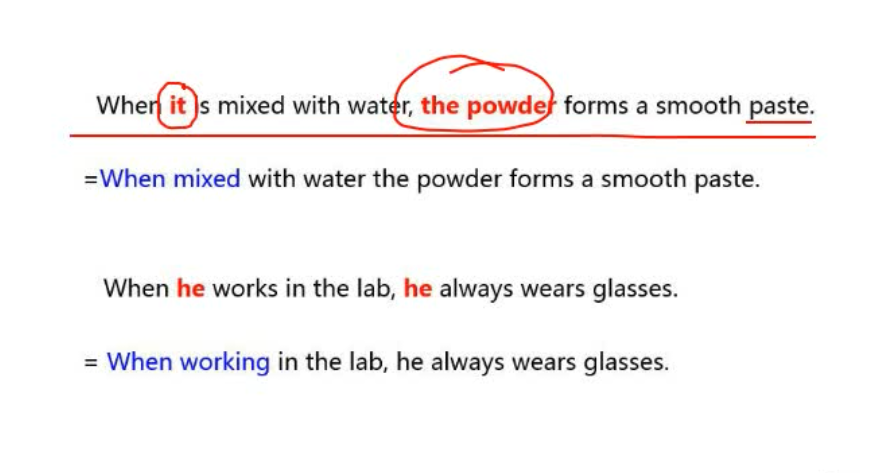 When it is mixed with water, the powder forms a smooth paste.
=When mixed with water the powder forms a smooth paste.
When he works in the lab, he always wears glasses.
= When working in the lab, he always wears glasses.